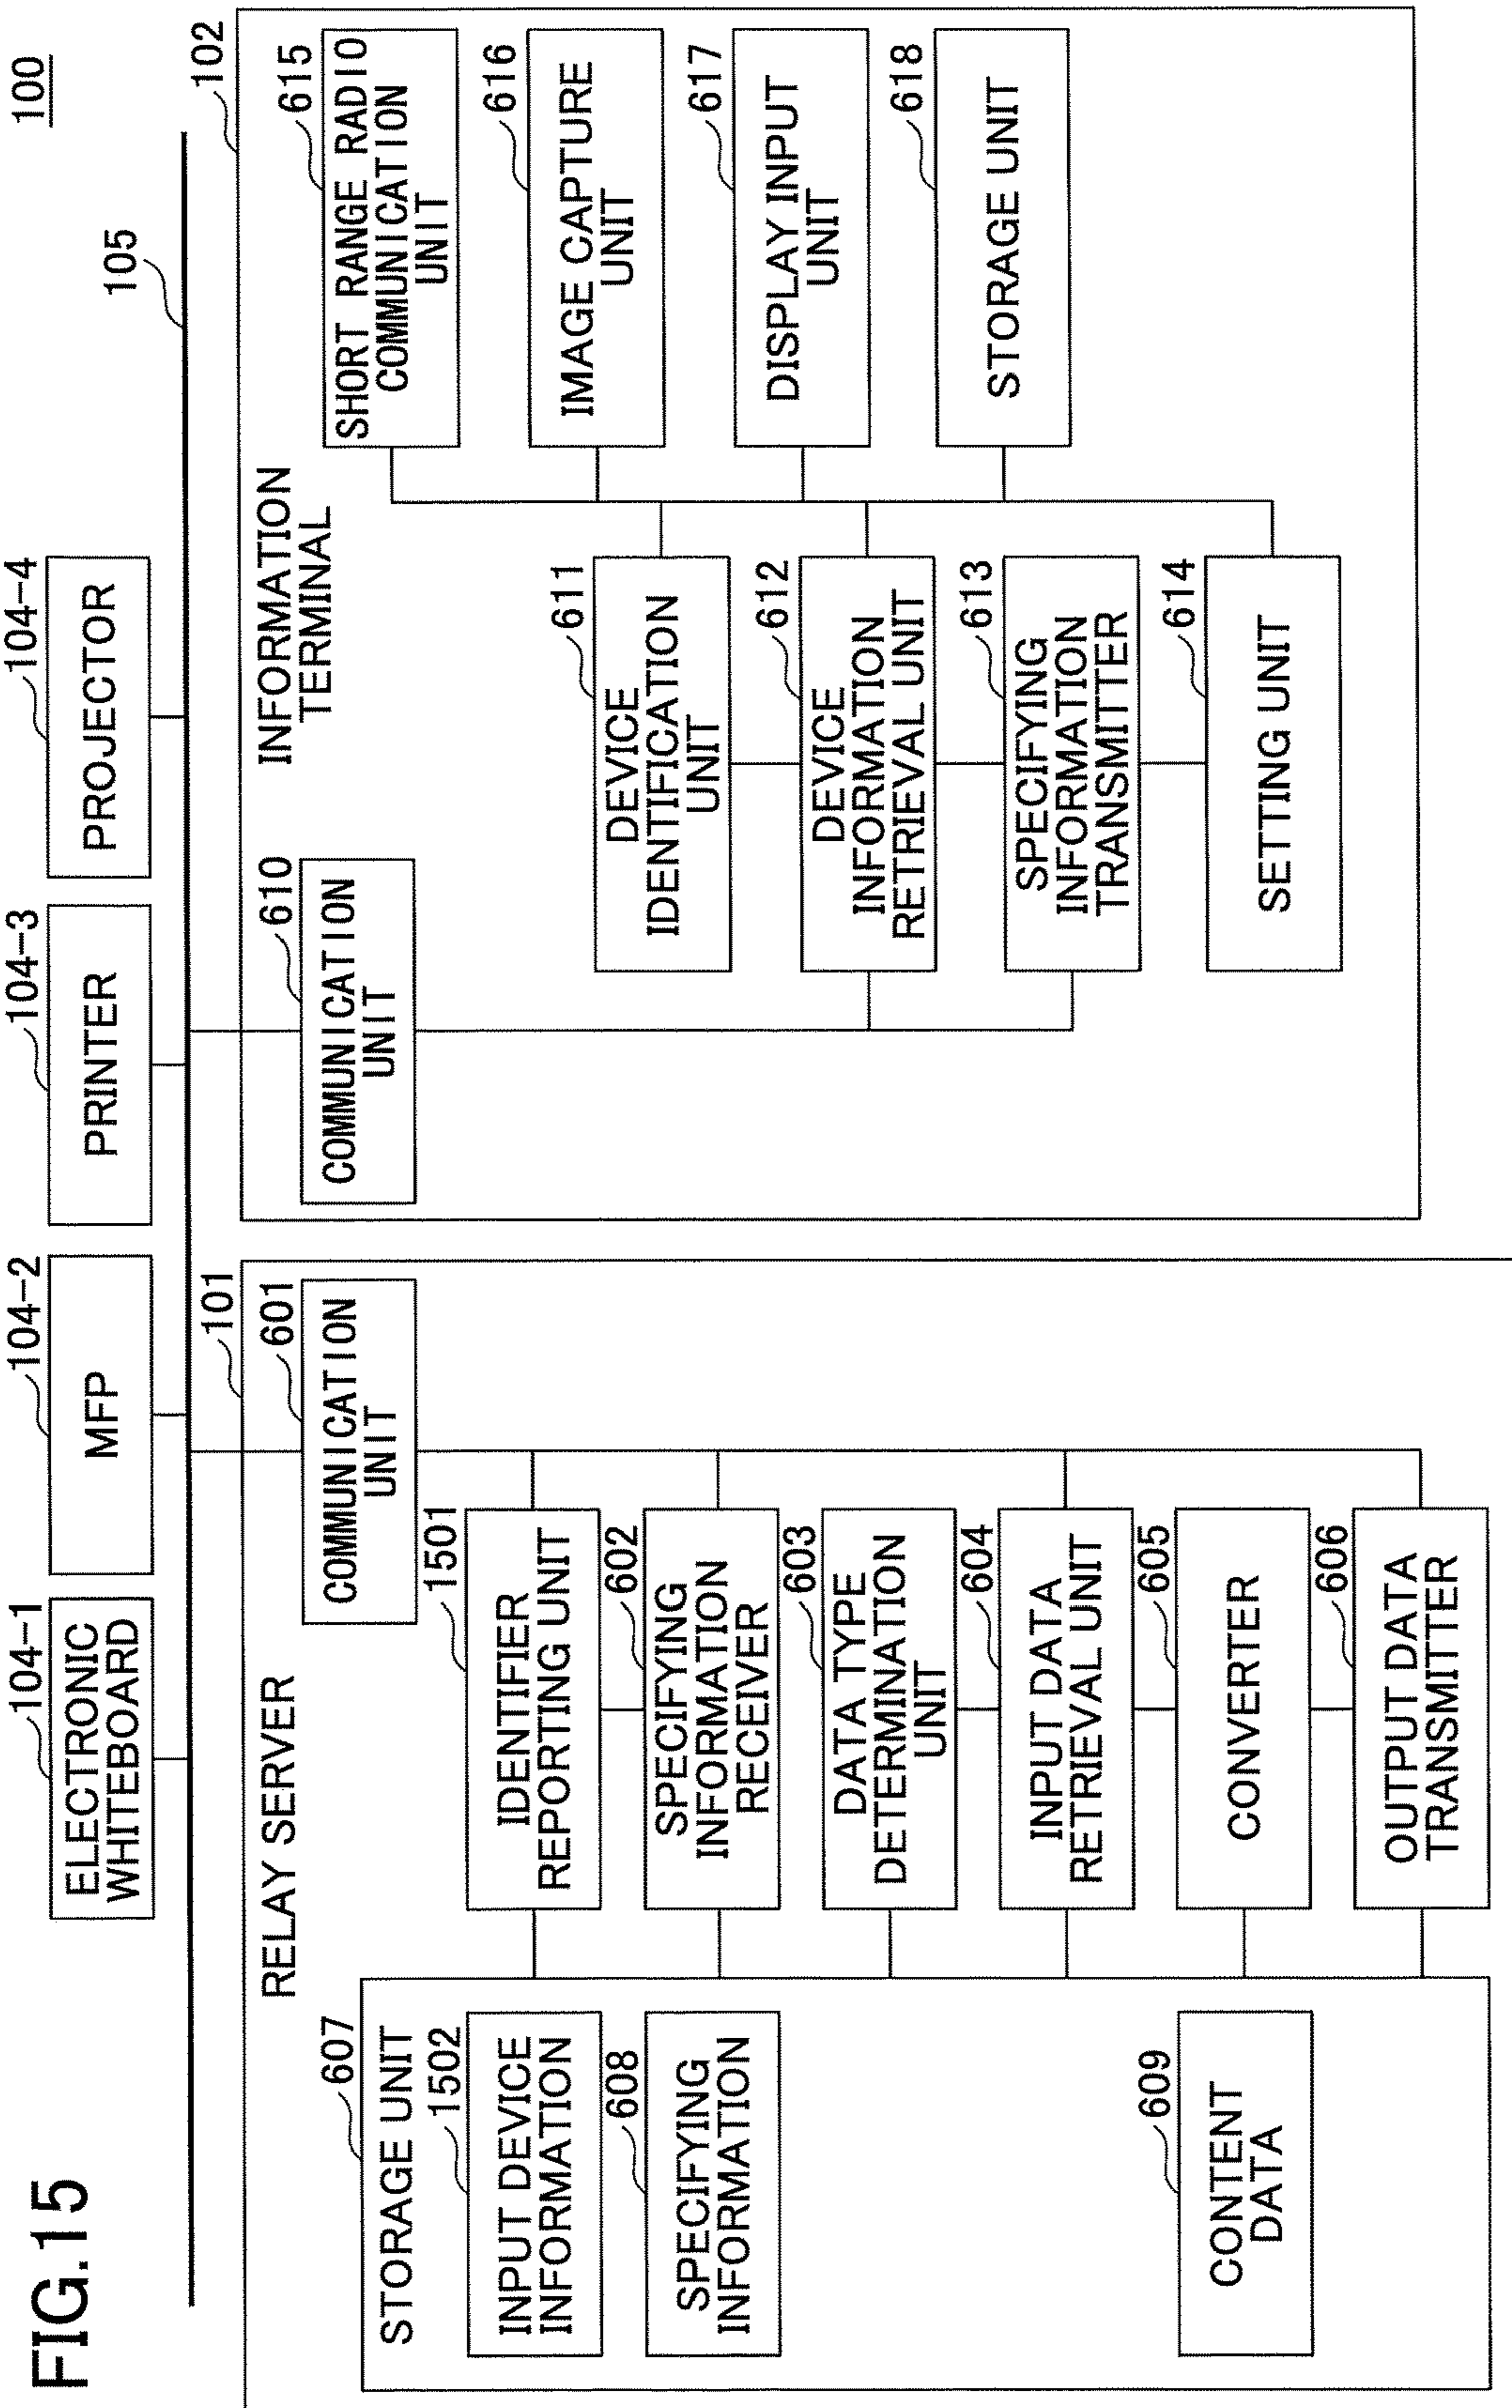 FIG.15
100
104-1
ELECTRONIC
WHITEBOARD
104-2
MFP
104-3
PRINTER
104-4
PROJECTOR
105
101
RELAY SERVER
601
COMMUNICATION
UNIT
607
STORAGE UNIT
1502
INPUT DEVICE
INFORMATION
608
SPECIFYING
INFORMATION
609
CONTENT
DATA
1501
IDENTIFIER
REPORTING UNIT
602
SPECIFYING
INFORMATION
RECEIVER
603
DATA TYPE
DETERMINATION
UNIT
604
INPUT DATA
RETRIEVAL UNIT
605
CONVERTER
606
OUTPUT DATA
TRANSMITTER
102
INFORMATION
TERMINAL
610
COMMUNICATION
UNIT
611
DEVICE
IDENTIFICATION
UNIT
612
DEVICE
INFORMATION
RETRIEVAL UNIT
613
SPECIFYING
INFORMATION
TRANSMITTER
614
SETTING UNIT
615
SHORT RANGE RADIO
COMMUNICATION
UNIT
616
IMAGE CAPTURE
UNIT
617
DISPLAY INPUT
UNIT
618
STORAGE UNIT